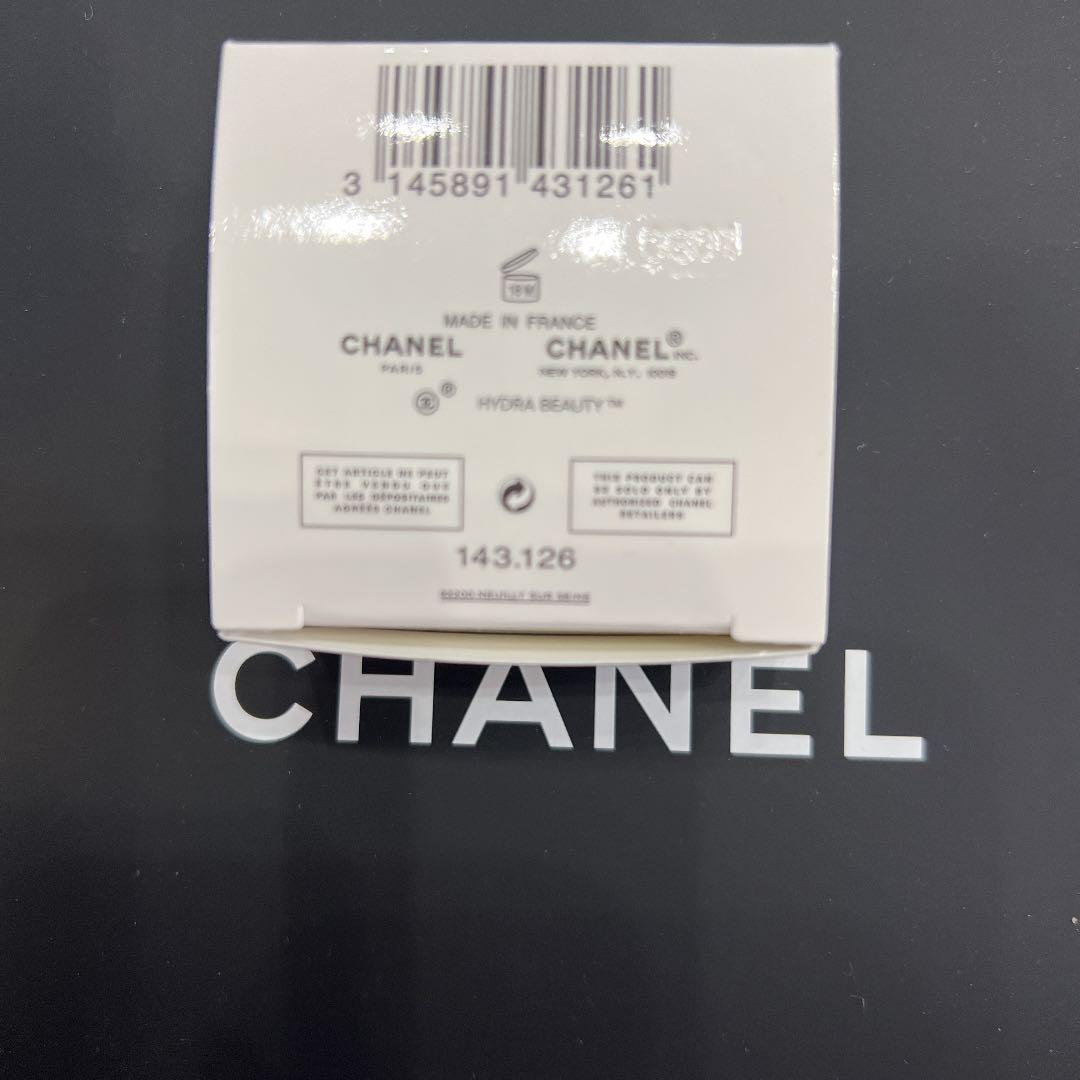 3 145891 431261
18 M
MADE IN FRANCE
CHANEL
PARIS
CHANEL® INC.
NEW YORK, N.Y. 10019
®
HYDRA BEAUTY™
CET ARTICLE NE PEUT
ÊTRE VENDU QUE
PAR LES DÉPOSITAIRES
AGRÉÉS CHANEL
THIS PRODUCT CAN
BE SOLD ONLY BY
AUTHORIZED CHANEL
RETAILERS
143.126
92200 NEUILLY SUR SEINE
CHANEL